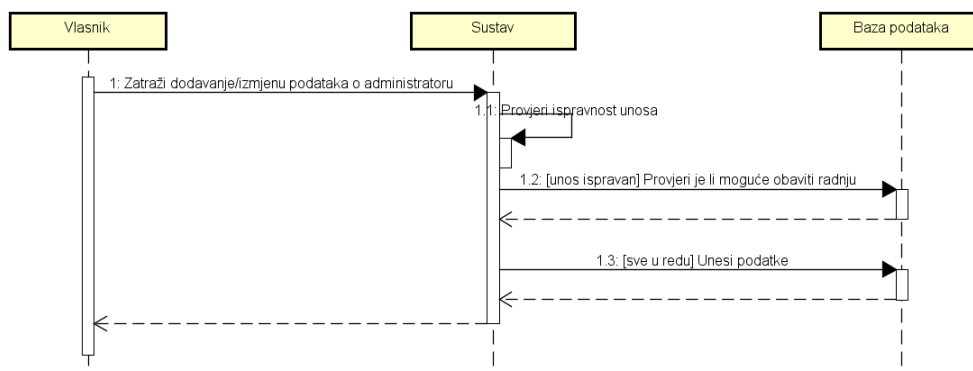 Vlasnik
Sustav
Baza podataka
1: Zatraži dodavanje/izmjenu podataka o administratoru
1.1: Provjeri ispravnost unosa
1.2: [unos ispravan] Provjeri je li moguće obaviti radnju
1.3: [sve u redu] Unesi podatke